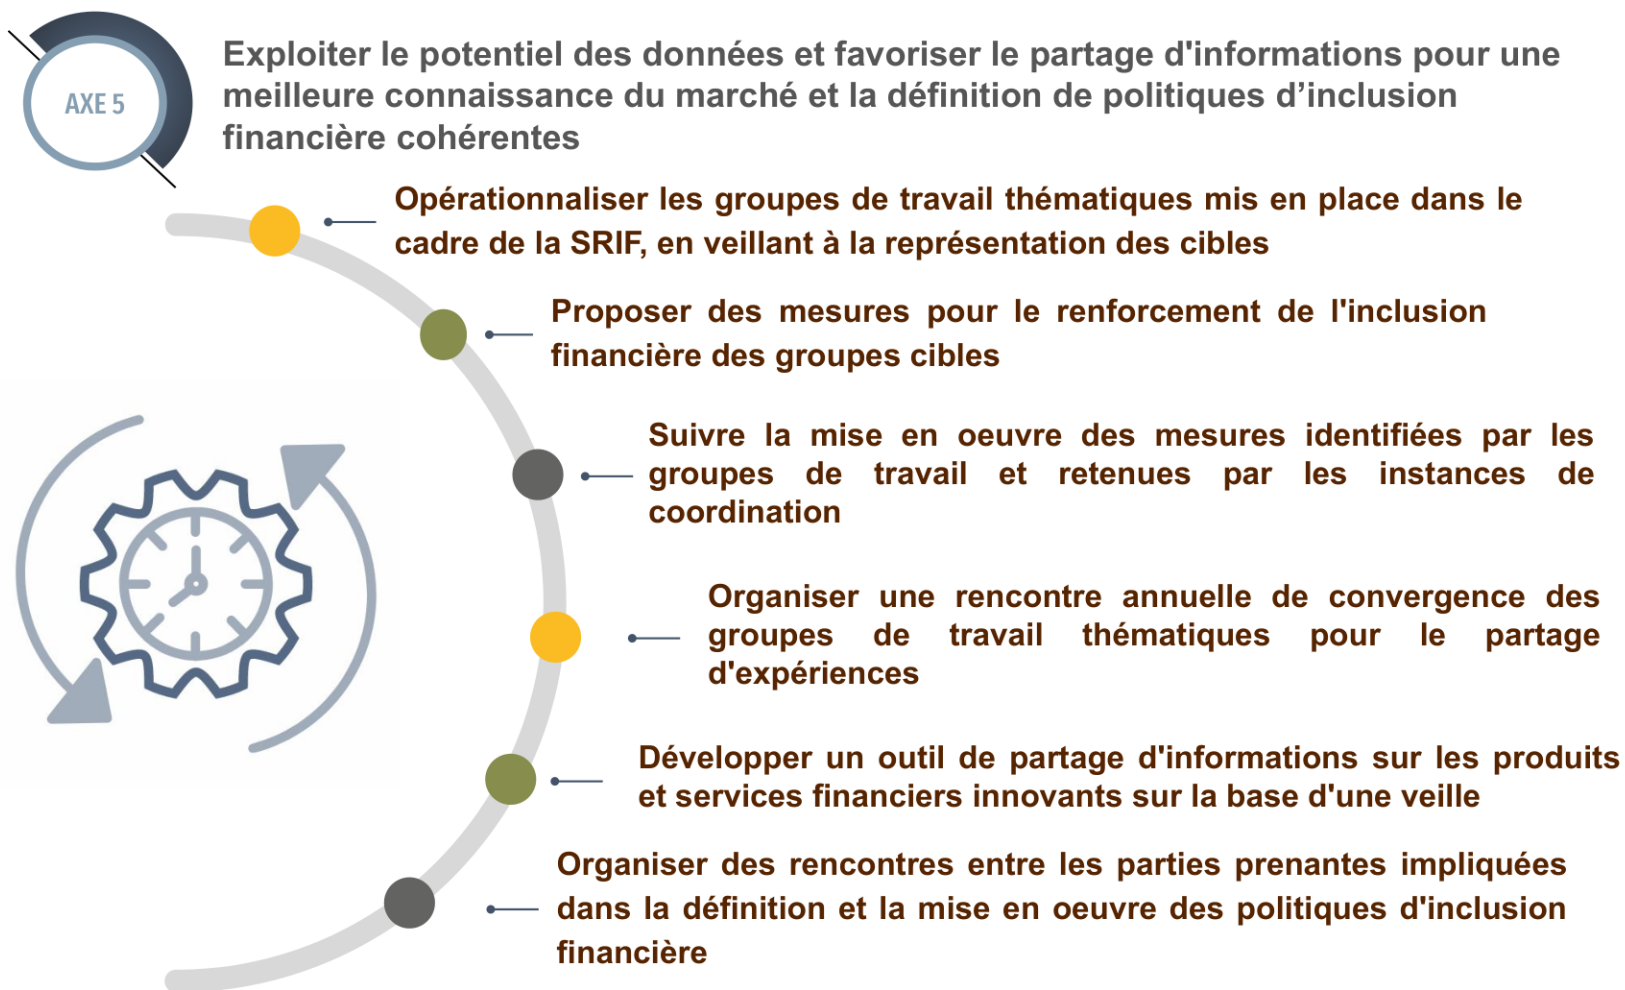 AXE 5
Exploiter le potentiel des données et favoriser le partage d'informations pour une
meilleure connaissance du marché et la définition de politiques d’inclusion
financière cohérentes
Opérationnaliser les groupes de travail thématiques mis en place dans le
cadre de la SRIF, en veillant à la représentation des cibles
Proposer des mesures pour le renforcement de l'inclusion
financière des groupes cibles
Suivre la mise en oeuvre des mesures identifiées par les
groupes de travail et retenues par les instances de
coordination
Organiser une rencontre annuelle de convergence des
groupes de travail thématiques pour le partage
d'expériences
Développer un outil de partage d'informations sur les produits
et services financiers innovants sur la base d'une veille
Organiser des rencontres entre les parties prenantes impliquées
dans la définition et la mise en oeuvre des politiques d'inclusion
financière